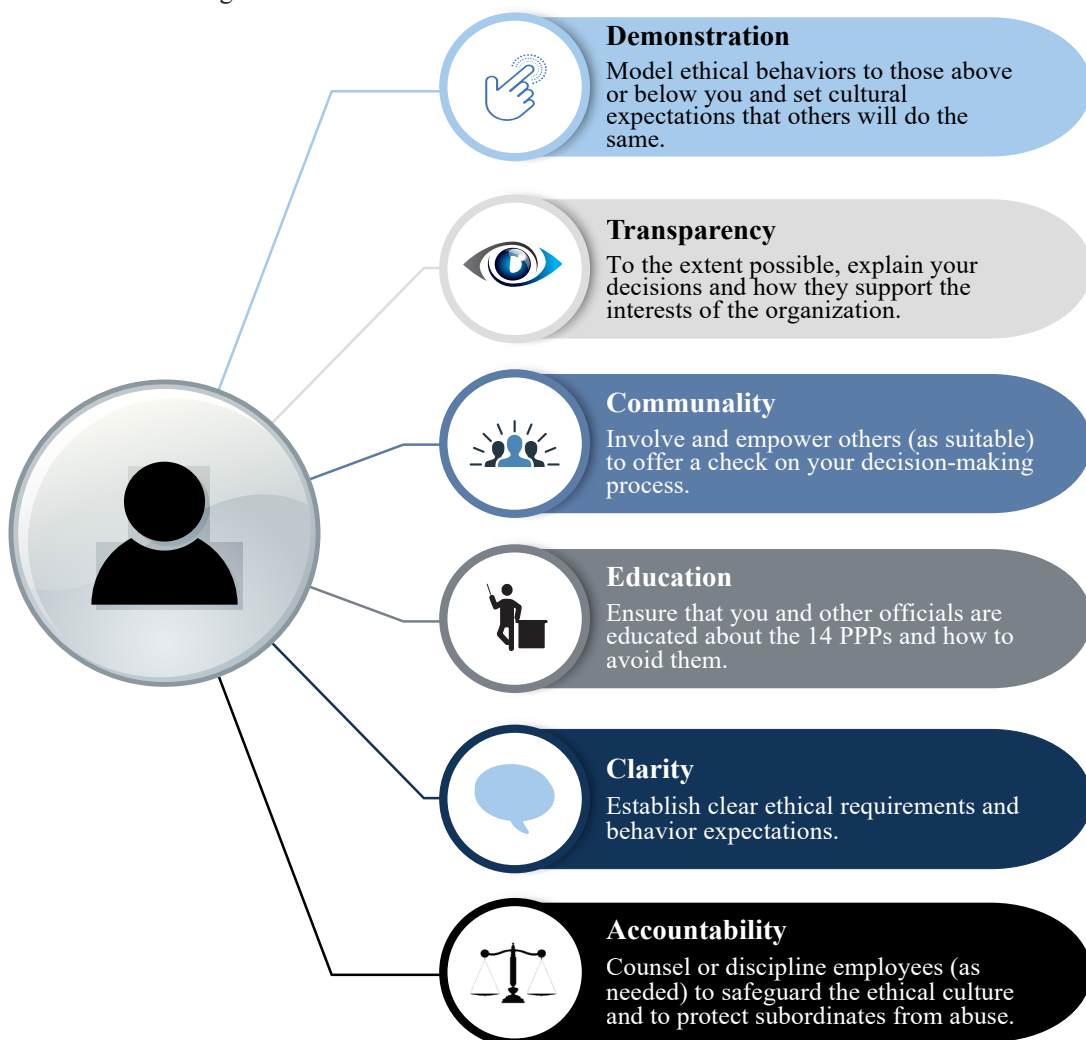 Demonstration
Model ethical behaviors to those above
or below you and set cultural
expectations that others will do the
same.
Transparency
To the extent possible, explain your
decisions and how they support the
interests of the organization.
Communality
Involve and empower others (as suitable)
to offer a check on your decision-making
process.
Education
Ensure that you and other officials are
educated about the 14 PPPs and how to
avoid them.
Clarity
Establish clear ethical requirements and
behavior expectations.
Accountability
Counsel or discipline employees (as
needed) to safeguard the ethical culture
and to protect subordinates from abuse.